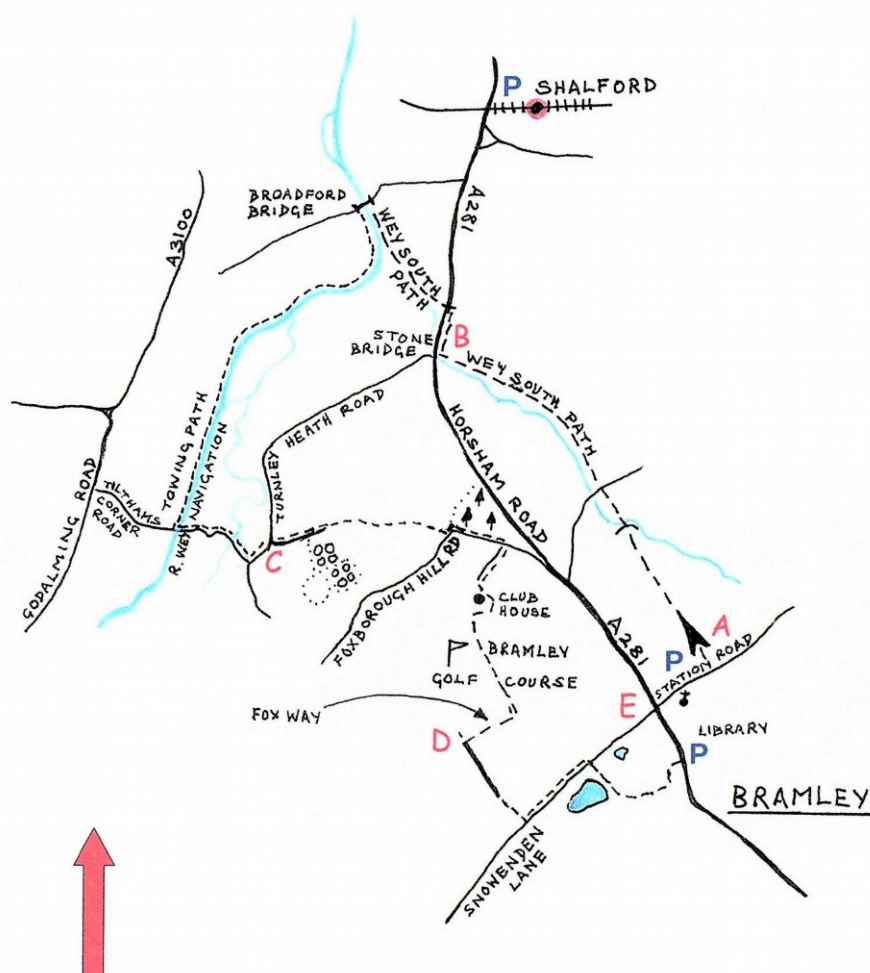 P SHALFORD
BROADFORD
BRIDGE
A3100
A281
WEY SOUTH
PATH
STONE
BRIDGE
B
WEY SOUTH PATH
TURNLEY HEATH ROAD
HORSHAM ROAD
TOWING PATH
R. WEY NAVIGATION
GODALMING ROAD
TILTHAMS
CORNER
ROAD
C
FOXBOROUGH HILL RD
CLUB
HOUSE
BRAMLEY
GOLF COURSE
A281
A
P
STATION ROAD
FOX WAY
D
E
LIBRARY
P
BRAMLEY
SNOWENDEN
LANE